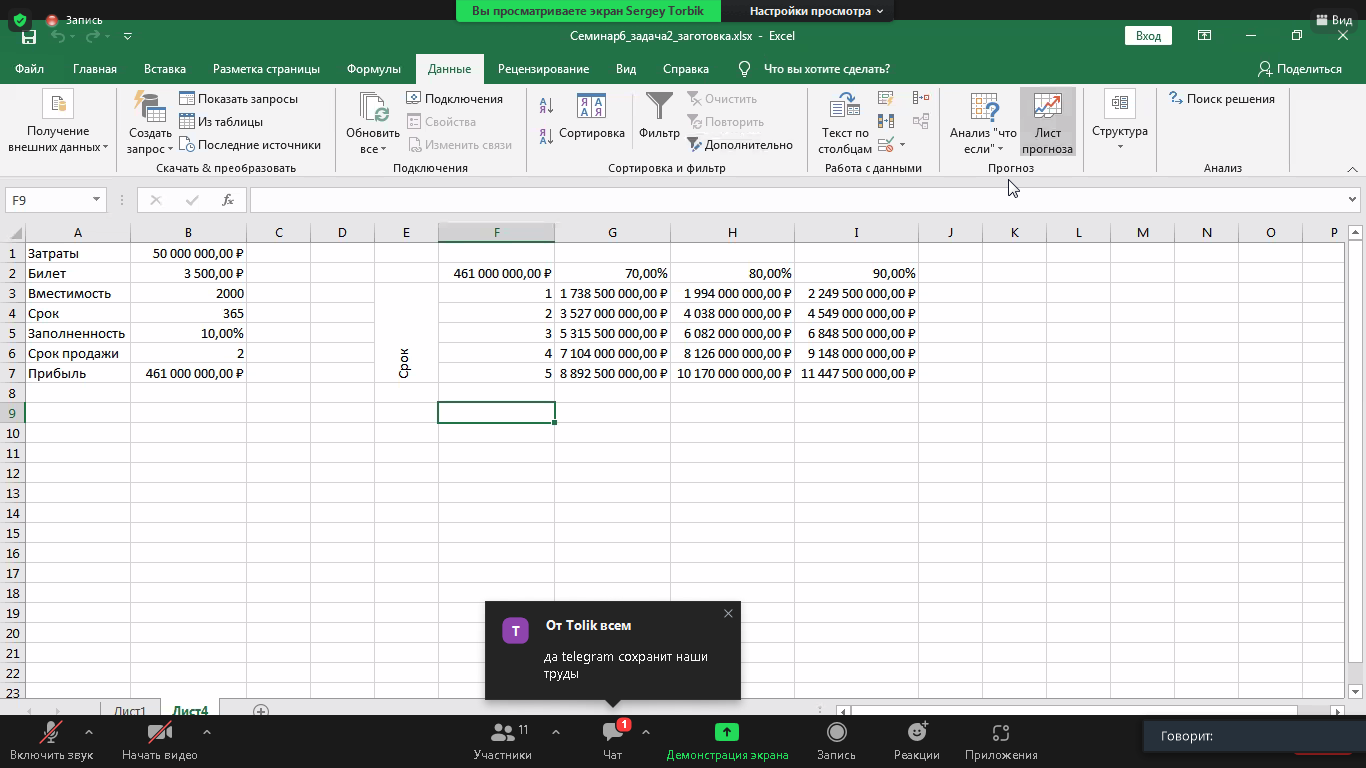 Вы просматриваете экран Sergey Torbik
Настройки просмотра
Запись
Вид
Семинар6_задача2_заготовка.xlsx - Excel
Вход
Файл Главная Вставка Разметка страницы Формулы Данные Рецензирование Вид Справка Что вы хотите сделать? Поделиться
Получение внешних данных
Создать запрос
Показать запросы
Из таблицы
Последние источники
Скачать & преобразовать
Обновить все
Подключения
Свойства
Изменить связи
Подключения
Сортировка
Фильтр
Очистить
Повторить
Дополнительно
Сортировка и фильтр
Текст по столбцам
Работа с данными
Анализ "что если"
Лист прогноза
Прогноз
Структура
Поиск решения
Анализ
F9
fx
A B C D E F G H I J K L M N O P
1 Затраты 50 000 000,00 ₽
2 Билет 3 500,00 ₽ 461 000 000,00 ₽ 70,00% 80,00% 90,00%
3 Вместимость 2000 1 1 738 500 000,00 ₽ 1 994 000 000,00 ₽ 2 249 500 000,00 ₽
4 Срок 365 2 3 527 000 000,00 ₽ 4 038 000 000,00 ₽ 4 549 000 000,00 ₽
5 Заполненность 10,00% 3 5 315 500 000,00 ₽ 6 082 000 000,00 ₽ 6 848 500 000,00 ₽
6 Срок продажи 2 4 7 104 000 000,00 ₽ 8 126 000 000,00 ₽ 9 148 000 000,00 ₽
7 Прибыль 461 000 000,00 ₽ Срок 5 8 892 500 000,00 ₽ 10 170 000 000,00 ₽ 11 447 500 000,00 ₽
8
9
10
11
12
13
14
15
16
17
18
19
20
21
22
23
Т
От Tolik всем
да telegram сохранит наши
труды
Лист1 Лист4
Включить звук
Начать видео
11
Участники
1
Чат
Демонстрация экрана
Запись
Реакции
Приложения
Говорит: